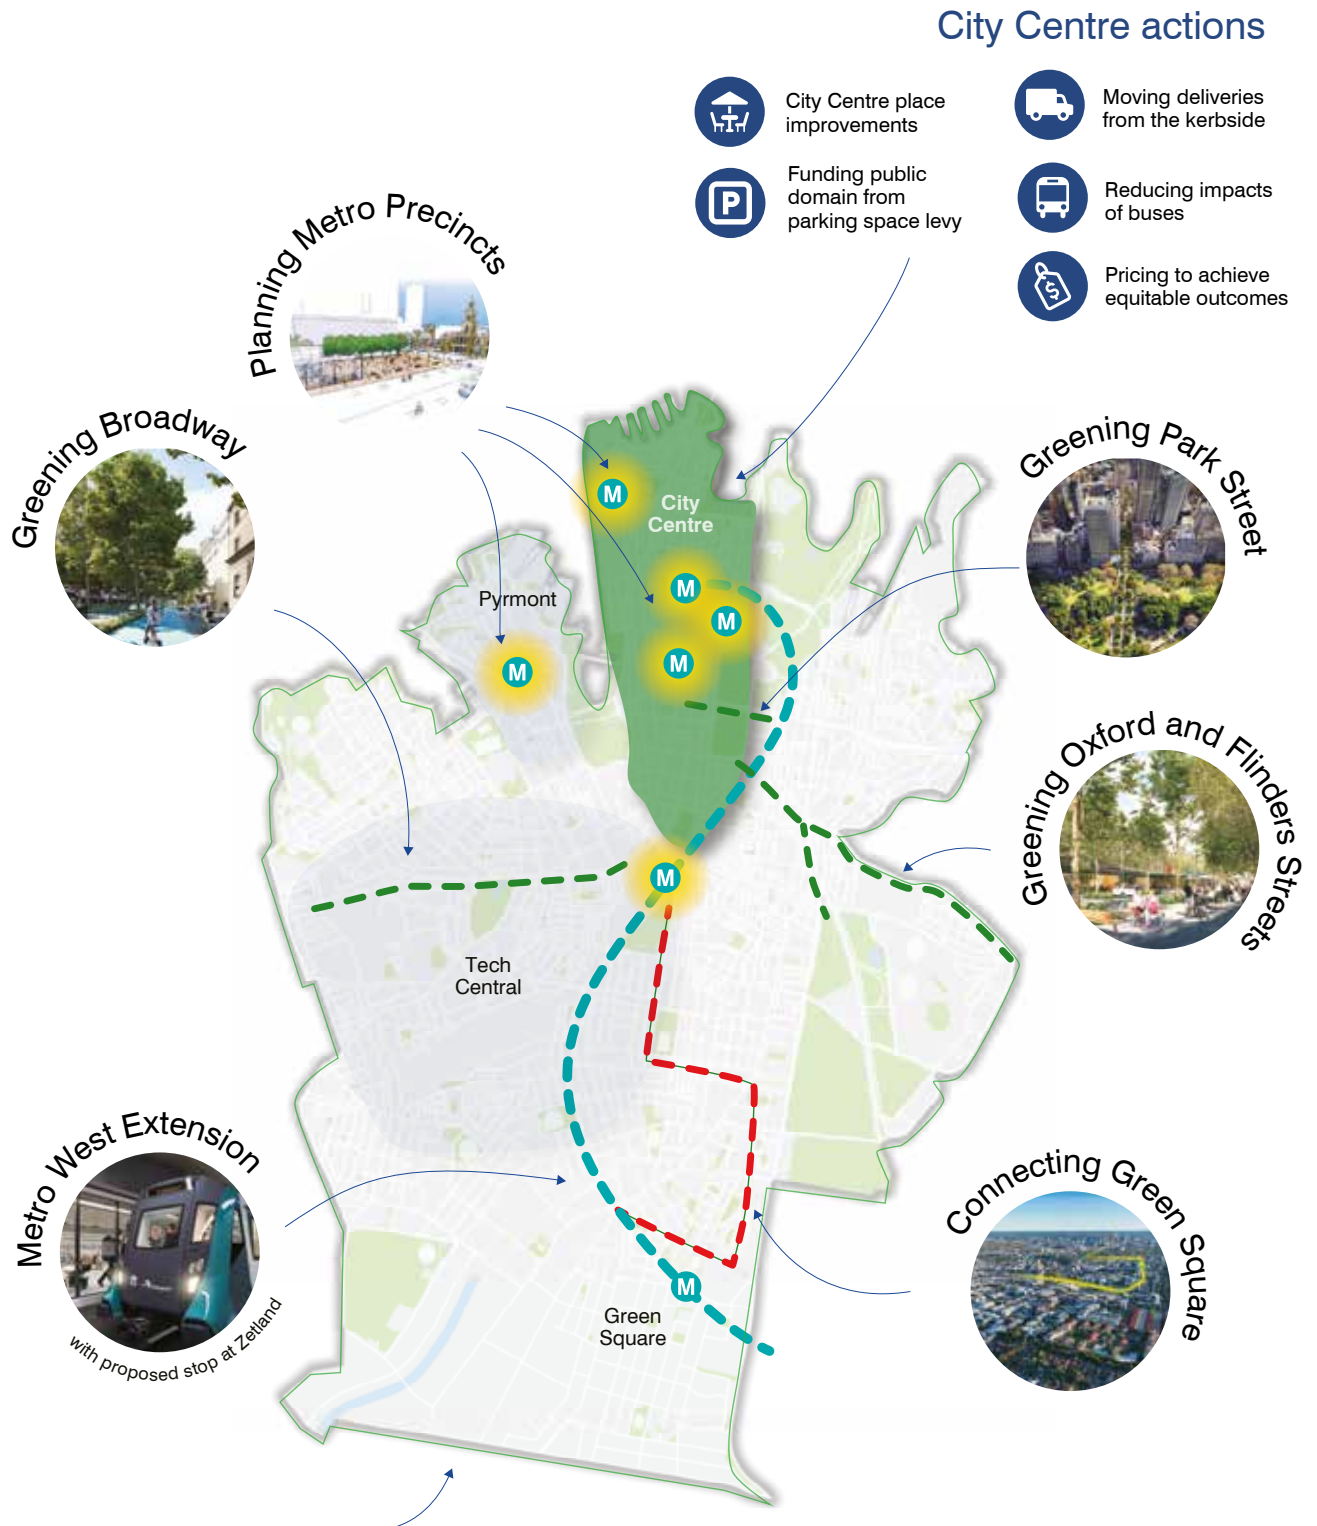 City Centre actions
City Centre place
improvements
Moving deliveries
from the kerbside
Funding public
domain from
parking space levy
P
Reducing impacts
of buses
$
Pricing to achieve
equitable outcomes
Planning Metro Precincts
Greening Broadway
Greening Park Street
M
City
Centre
M
M
M
Pyrmont
M
Greening Oxford and Flinders Streets
M
Tech
Central
Metro West Extension
with proposed stop at Zetland
Connecting Green Square
M
Green
Square